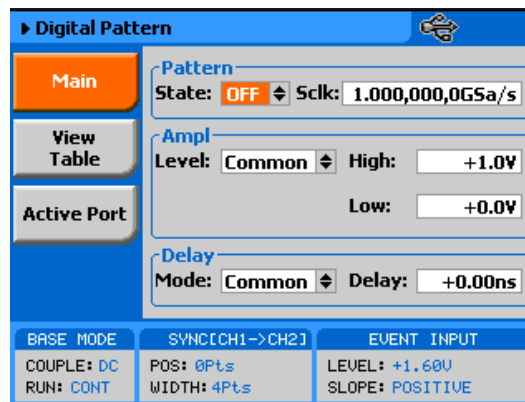 Digital Pattern
Main
View Table
Active Port
Pattern
State: OFF Sclk: 1.000,000,0GSa/s
Ampl
Level: Common High: +1.0V
Low: +0.0V
Delay
Mode: Common Delay: +0.00ns
BASE MODE
COUPLE: DC
RUN: CONT
SYNC[CH1->CH2]
POS: 0Pts
WIDTH: 4Pts
EVENT INPUT
LEVEL: +1.60V
SLOPE: POSITIVE